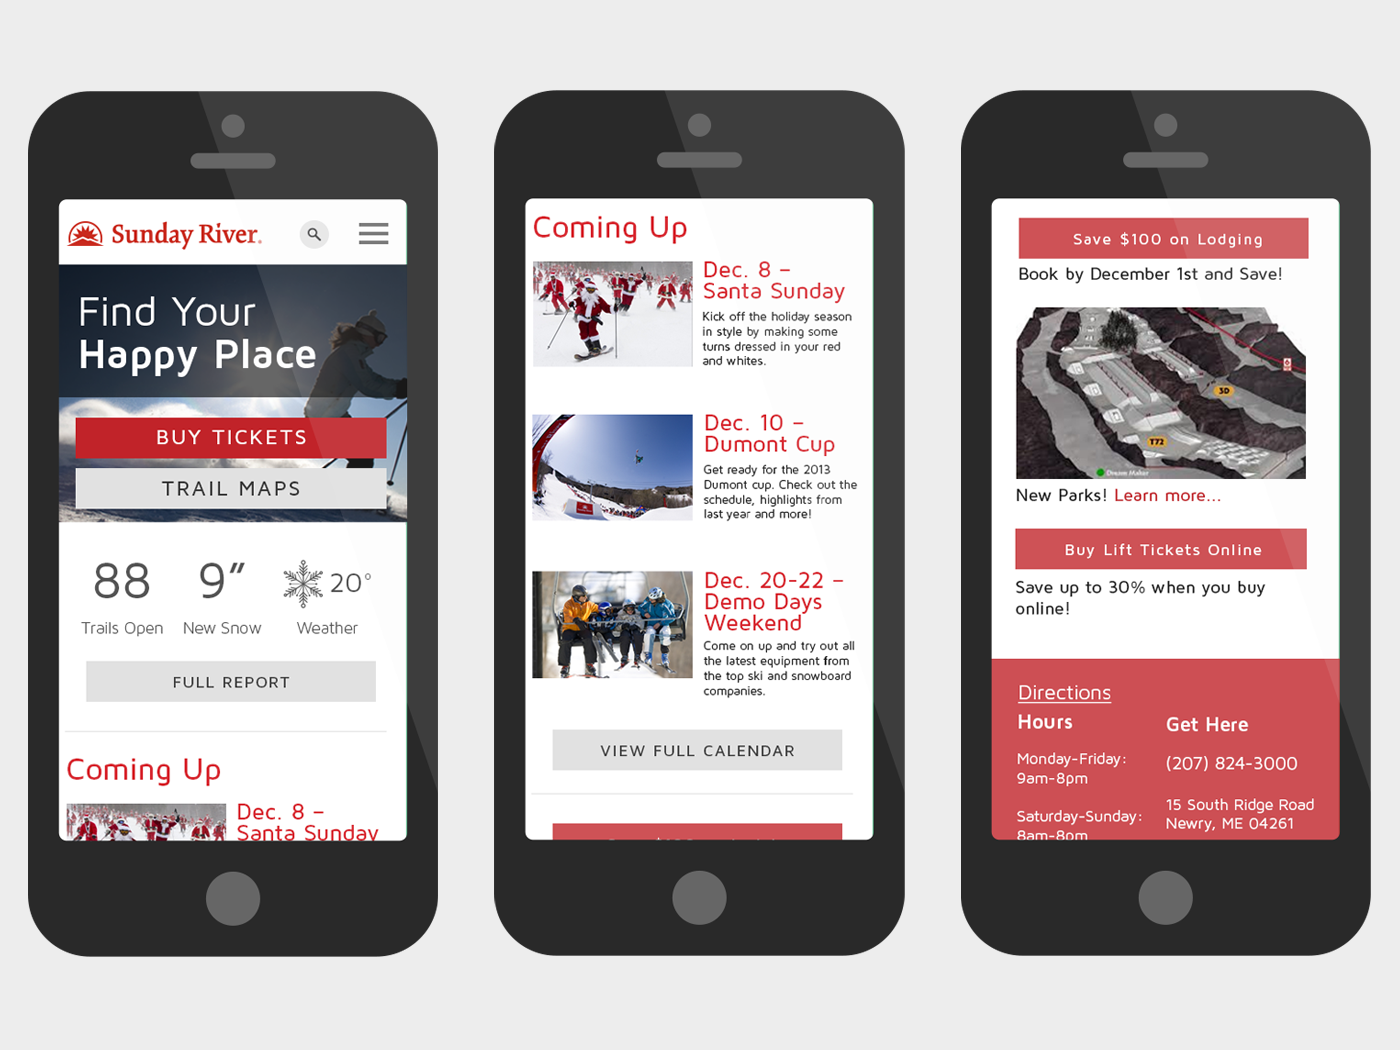 Sunday River.
Find Your
Happy Place
BUY TICKETS
TRAIL MAPS
88
Trails Open
9”
New Snow
20°
Weather
FULL REPORT
Coming Up
Dec. 8 –
Santa Sunday
Coming Up
Dec. 8 –
Santa Sunday
Kick off the holiday season
in style by making some
turns dressed in your red
and whites.
Dec. 10 –
Dumont Cup
Get ready for the 2013
Dumont cup. Check out the
schedule, highlights from
last year and more!
Dec. 20-22 –
Demo Days
Weekend
Come on up and try out all
the latest equipment from
the top ski and snowboard
companies.
VIEW FULL CALENDAR
Save $100 on Lodging
Book by December 1st and Save!
3D
T72
Dream Maker
New Parks! Learn more...
Buy Lift Tickets Online
Save up to 30% when you buy
online!
Directions
Hours
Monday-Friday:
9am-8pm
Saturday-Sunday:
8am-8pm
Get Here
(207) 824-3000
15 South Ridge Road
Newry, ME 04261